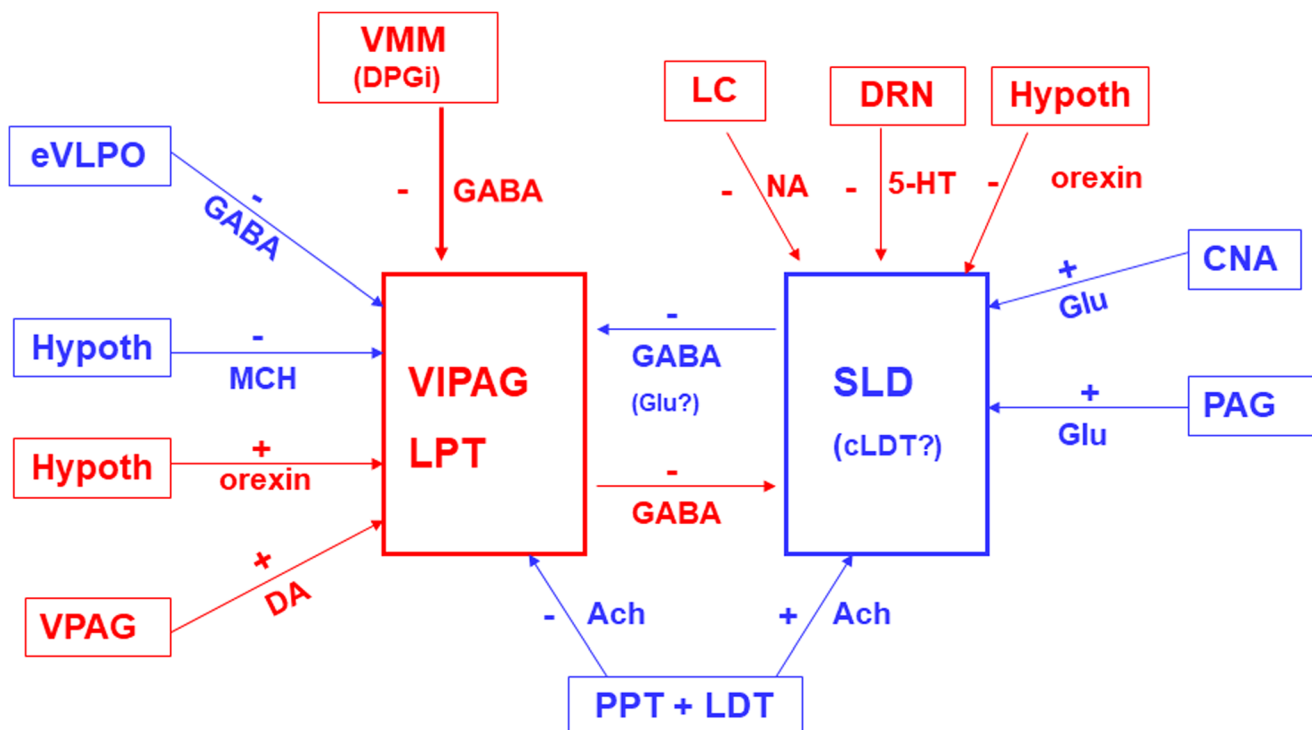 VMM
(DPGi)
LC
DRN
Hypoth
eVLPO
-
GABA
-
GABA
-
NA
-
5-HT
-
orexin
CNA
+
Glu
Hypoth
-
MCH
VIPAG
LPT
-
GABA
(Glu?)
SLD
(cLDT?)
+
Glu
PAG
Hypoth
+
orexin
-
GABA
VPAG
+
DA
-
Ach
+
Ach
PPT + LDT